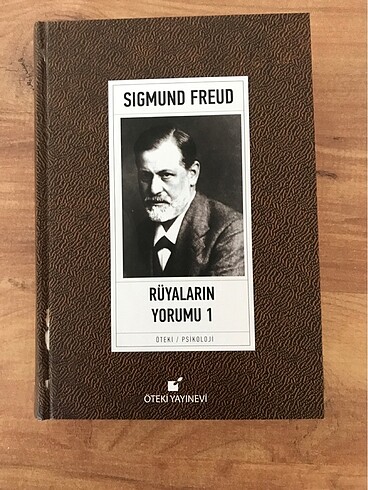 SIGMUND FREUD
RÜYALARIN
YORUMU 1
ÖTEKİ / PSİKOLOJİ
ÖTEKİ YAYINEVİ